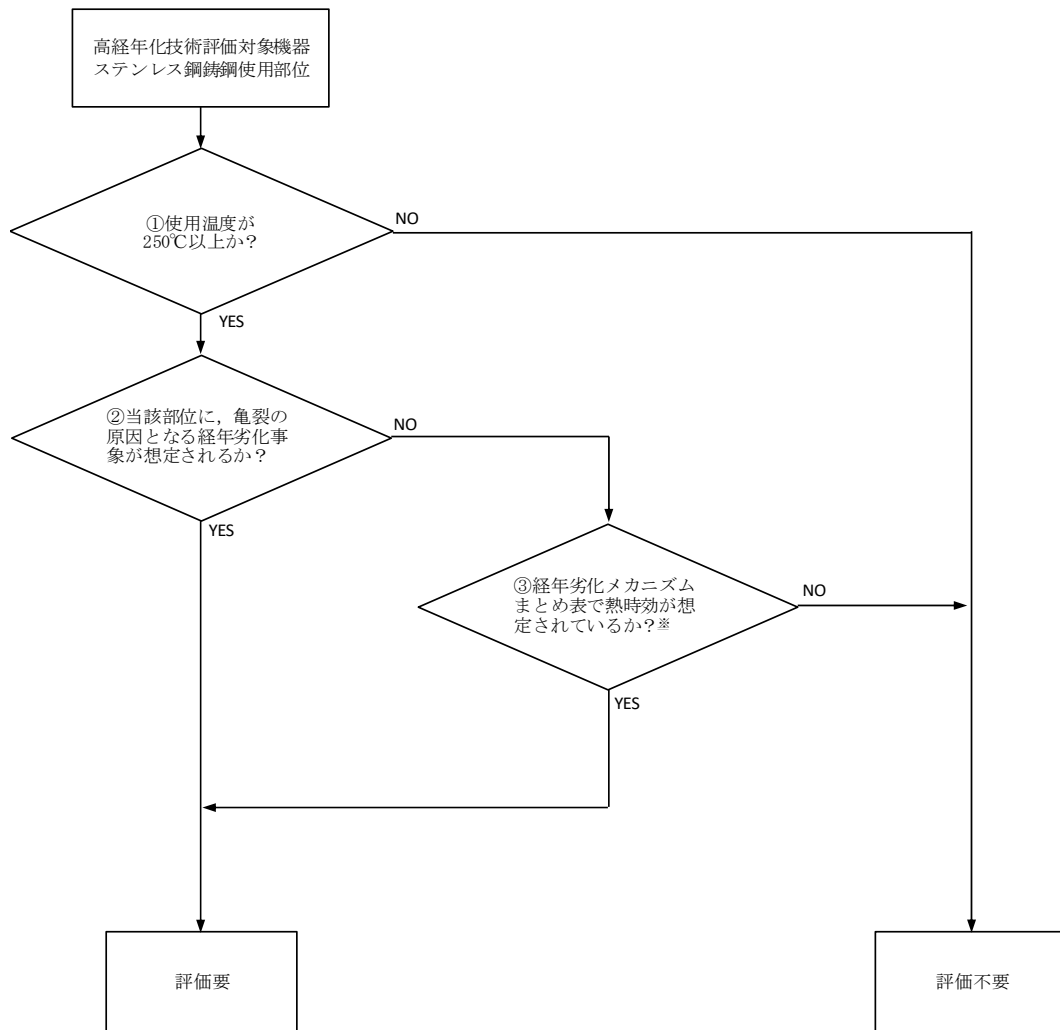 高経年化技術評価対象機器
ステンレス鋼鋳鋼使用部位
①使用温度が
250℃以上か？
NO
YES
②当該部位に，亀裂の
原因となる経年劣化事
象が想定されるか？
NO
YES
③経年劣化メカニズム
まとめ表で熱時効が想
定されているか？※
NO
YES
評価要
評価不要